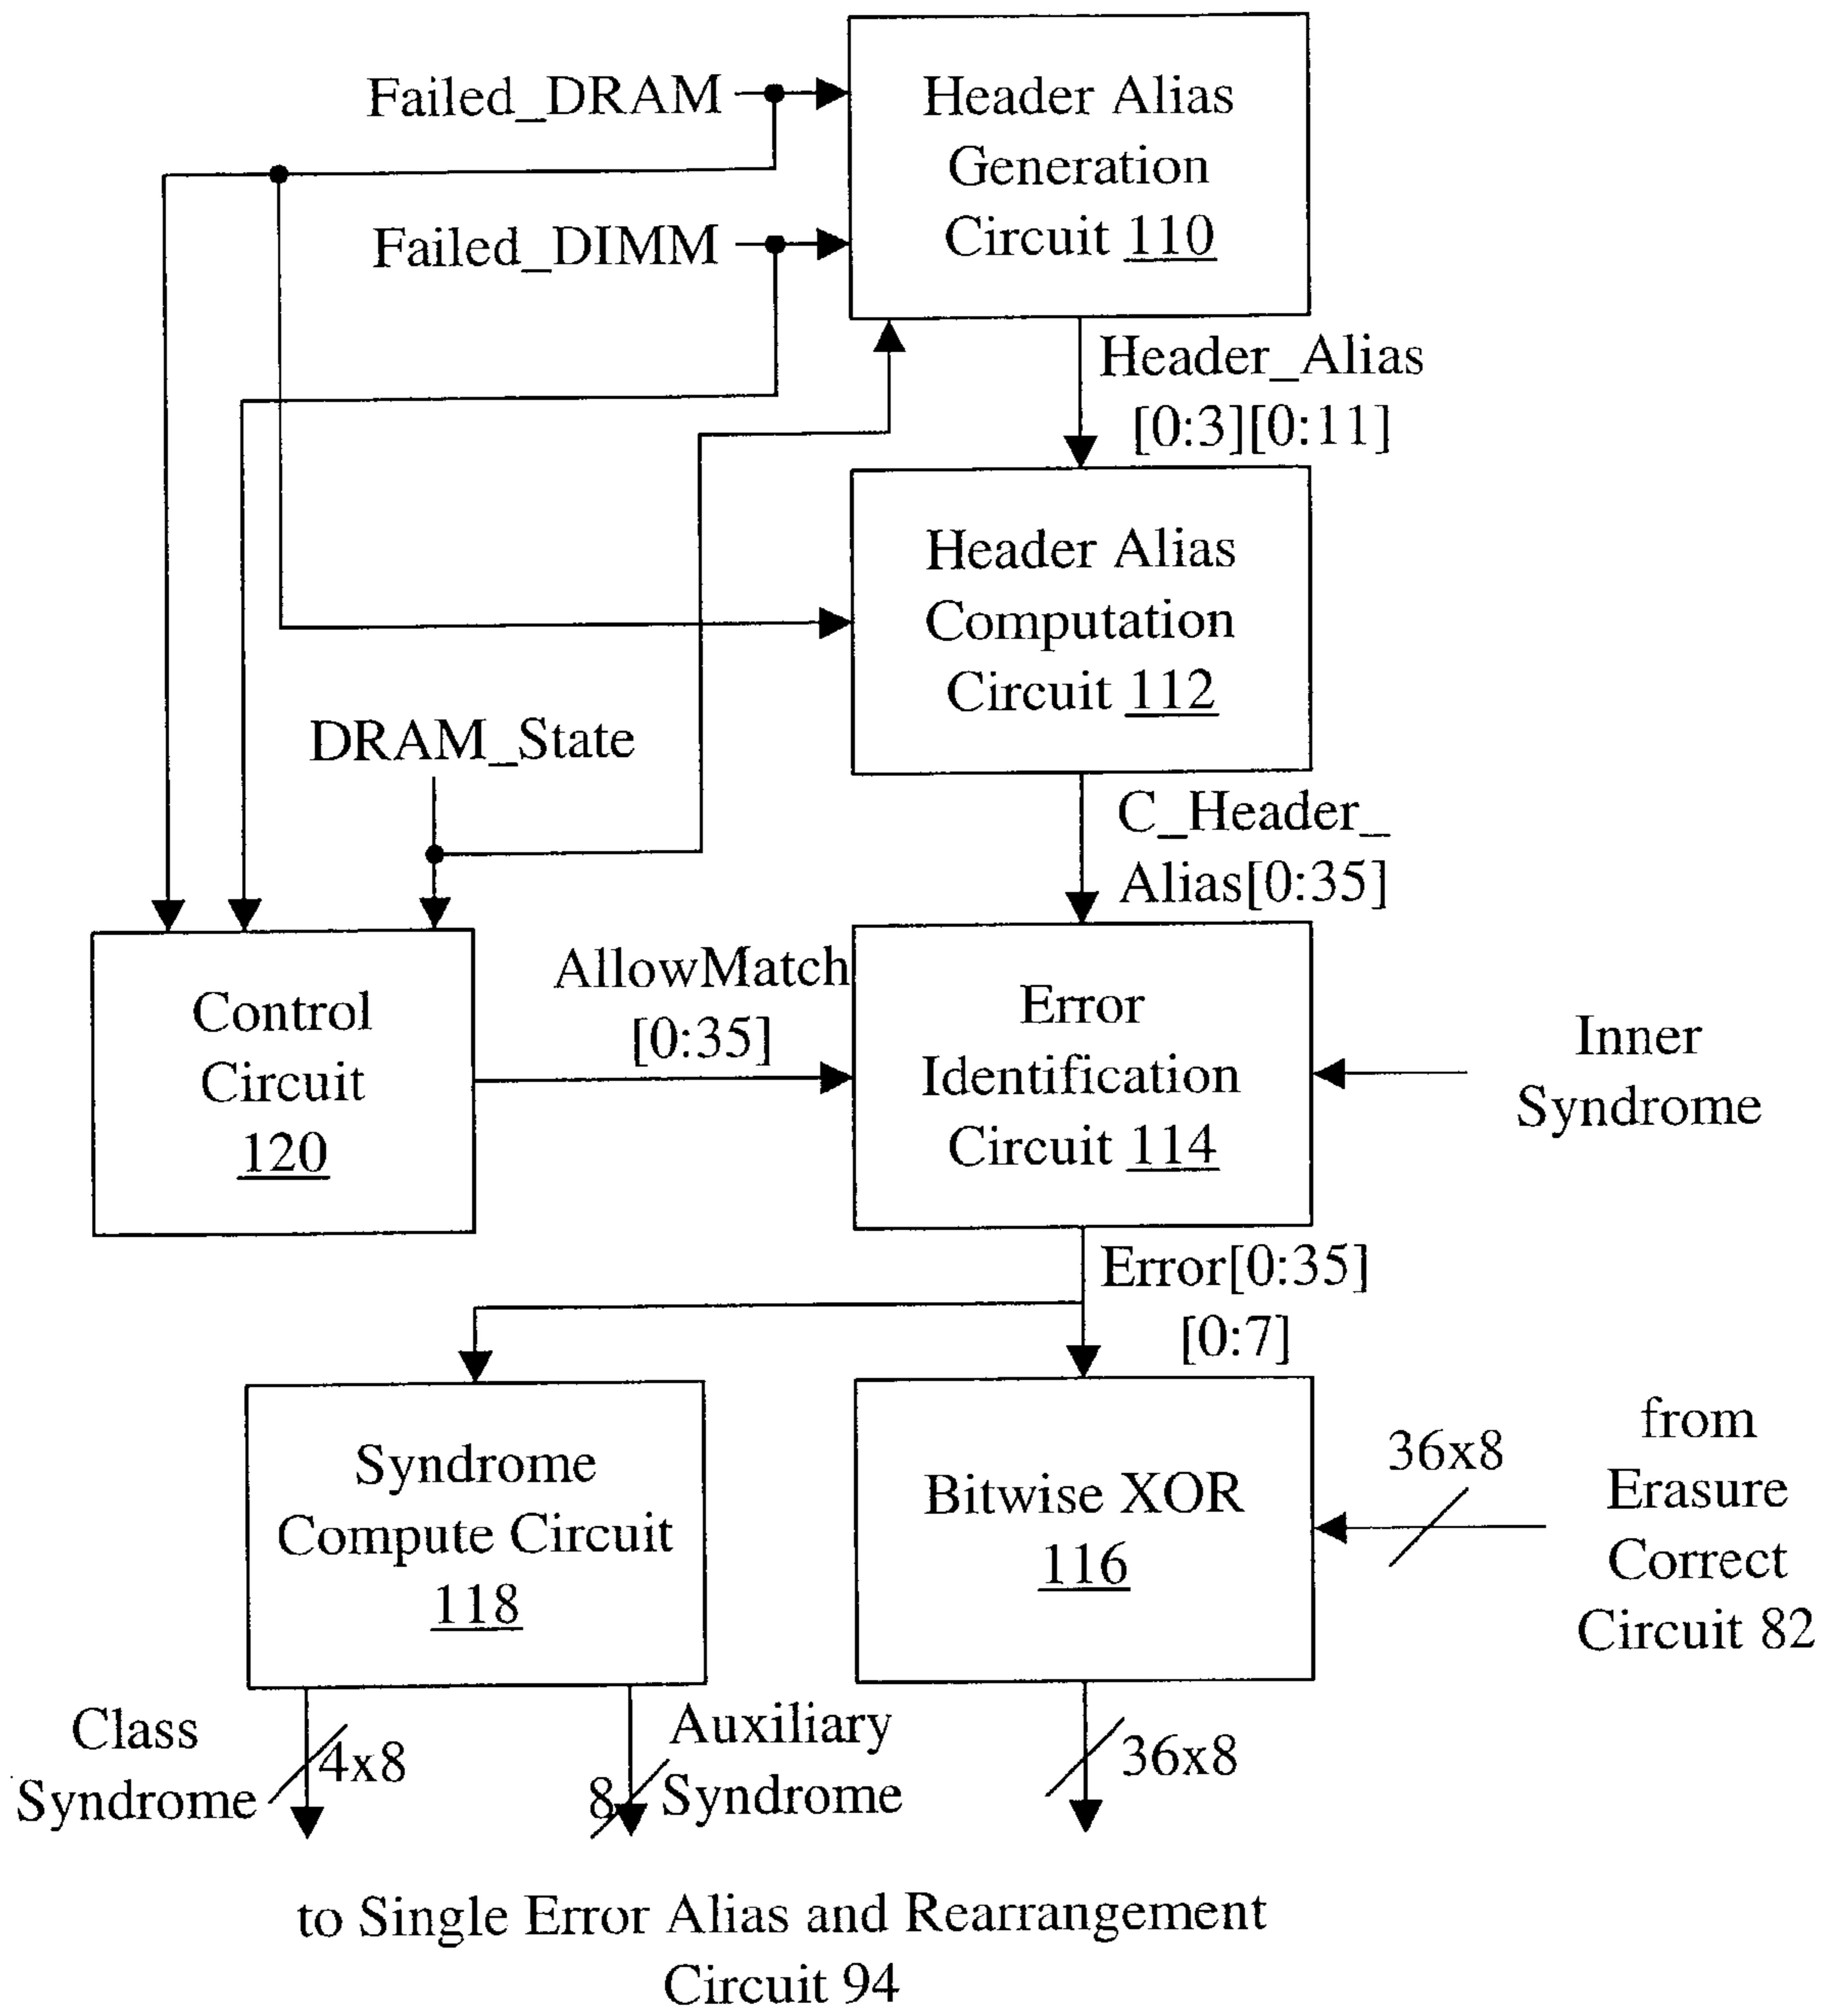 Failed_DRAM
Header Alias
Generation
Circuit 110
Failed_DIMM
Header_Alias
[0:3][0:11]
Header Alias
Computation
Circuit 112
DRAM_State
C_Header_
Alias[0:35]
Control
Circuit
120
AllowMatch
[0:35]
Error
Identification
Circuit 114
Inner
Syndrome
Error[0:35]
[0:7]
Syndrome
Compute Circuit
118
Bitwise XOR
116
36x8
from
Erasure
Correct
Circuit 82
Class
Syndrome
4x8
8
Auxiliary
Syndrome
36x8
to Single Error Alias and Rearrangement
Circuit 94